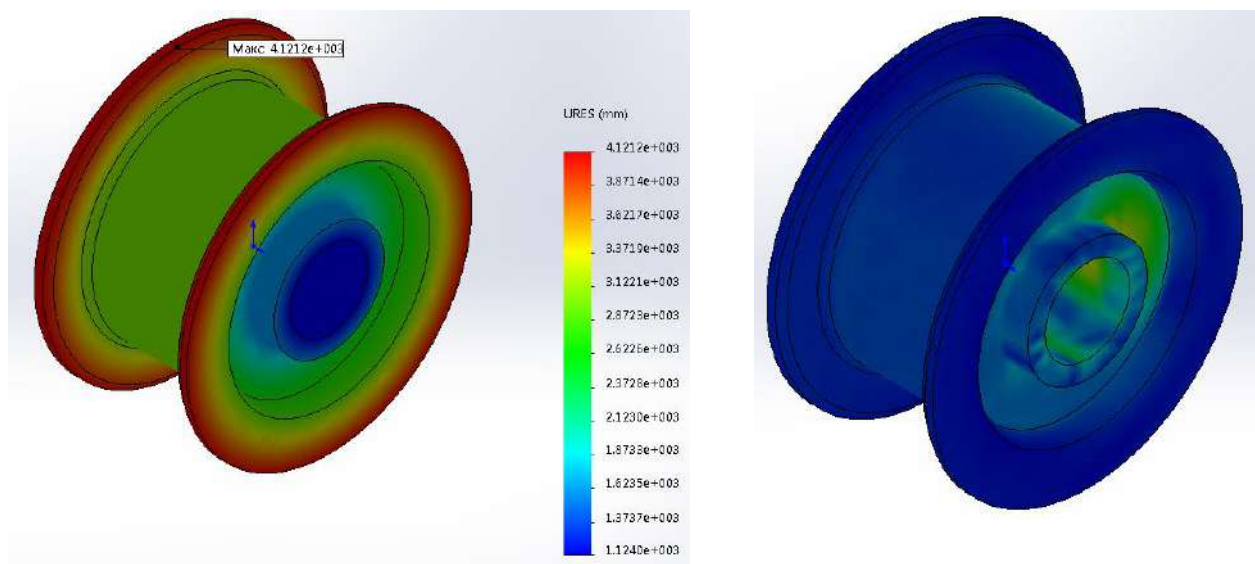 Макс 4.1212e+003
URES (mm)
4.1212e+003
3.8714e+003
3.6217e+003
3.3719e+003
3.1221e+003
2.8723e+003
2.6226e+003
2.3728e+003
2.1230e+003
1.8733e+003
1.6235e+003
1.3737e+003
1.1240e+003